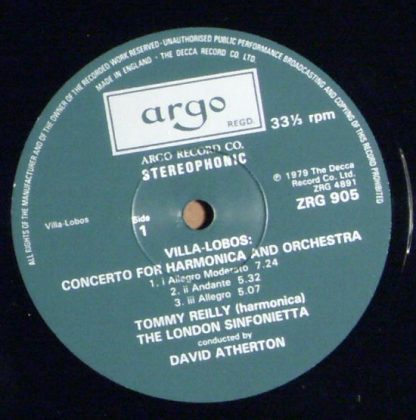 ALL RIGHTS OF THE MANUFACTURER AND OF THE OWNER OF THE RECORDED WORK RESERVED · UNAUTHORISED PUBLIC PERFORMANCE BROADCASTING AND COPYING OF THIS RECORD PROHIBITED
MADE IN ENGLAND · THE DECCA RECORD CO. LTD.
argo
REGD.
33⅓ rpm
ARGO RECORD CO.
STEREOPHONIC
℗ 1979 The Decca
Record Co. Ltd.
ZRG 4891
ZRG 905
Villa-Lobos
Side
1
VILLA-LOBOS:
CONCERTO FOR HARMONICA AND ORCHESTRA
1. i Allegro Moderato 7.24
2. ii Andante 5.32
3. iii Allegro 5.07
TOMMY REILLY (harmonica)
THE LONDON SINFONIETTA
conducted by
DAVID ATHERTON